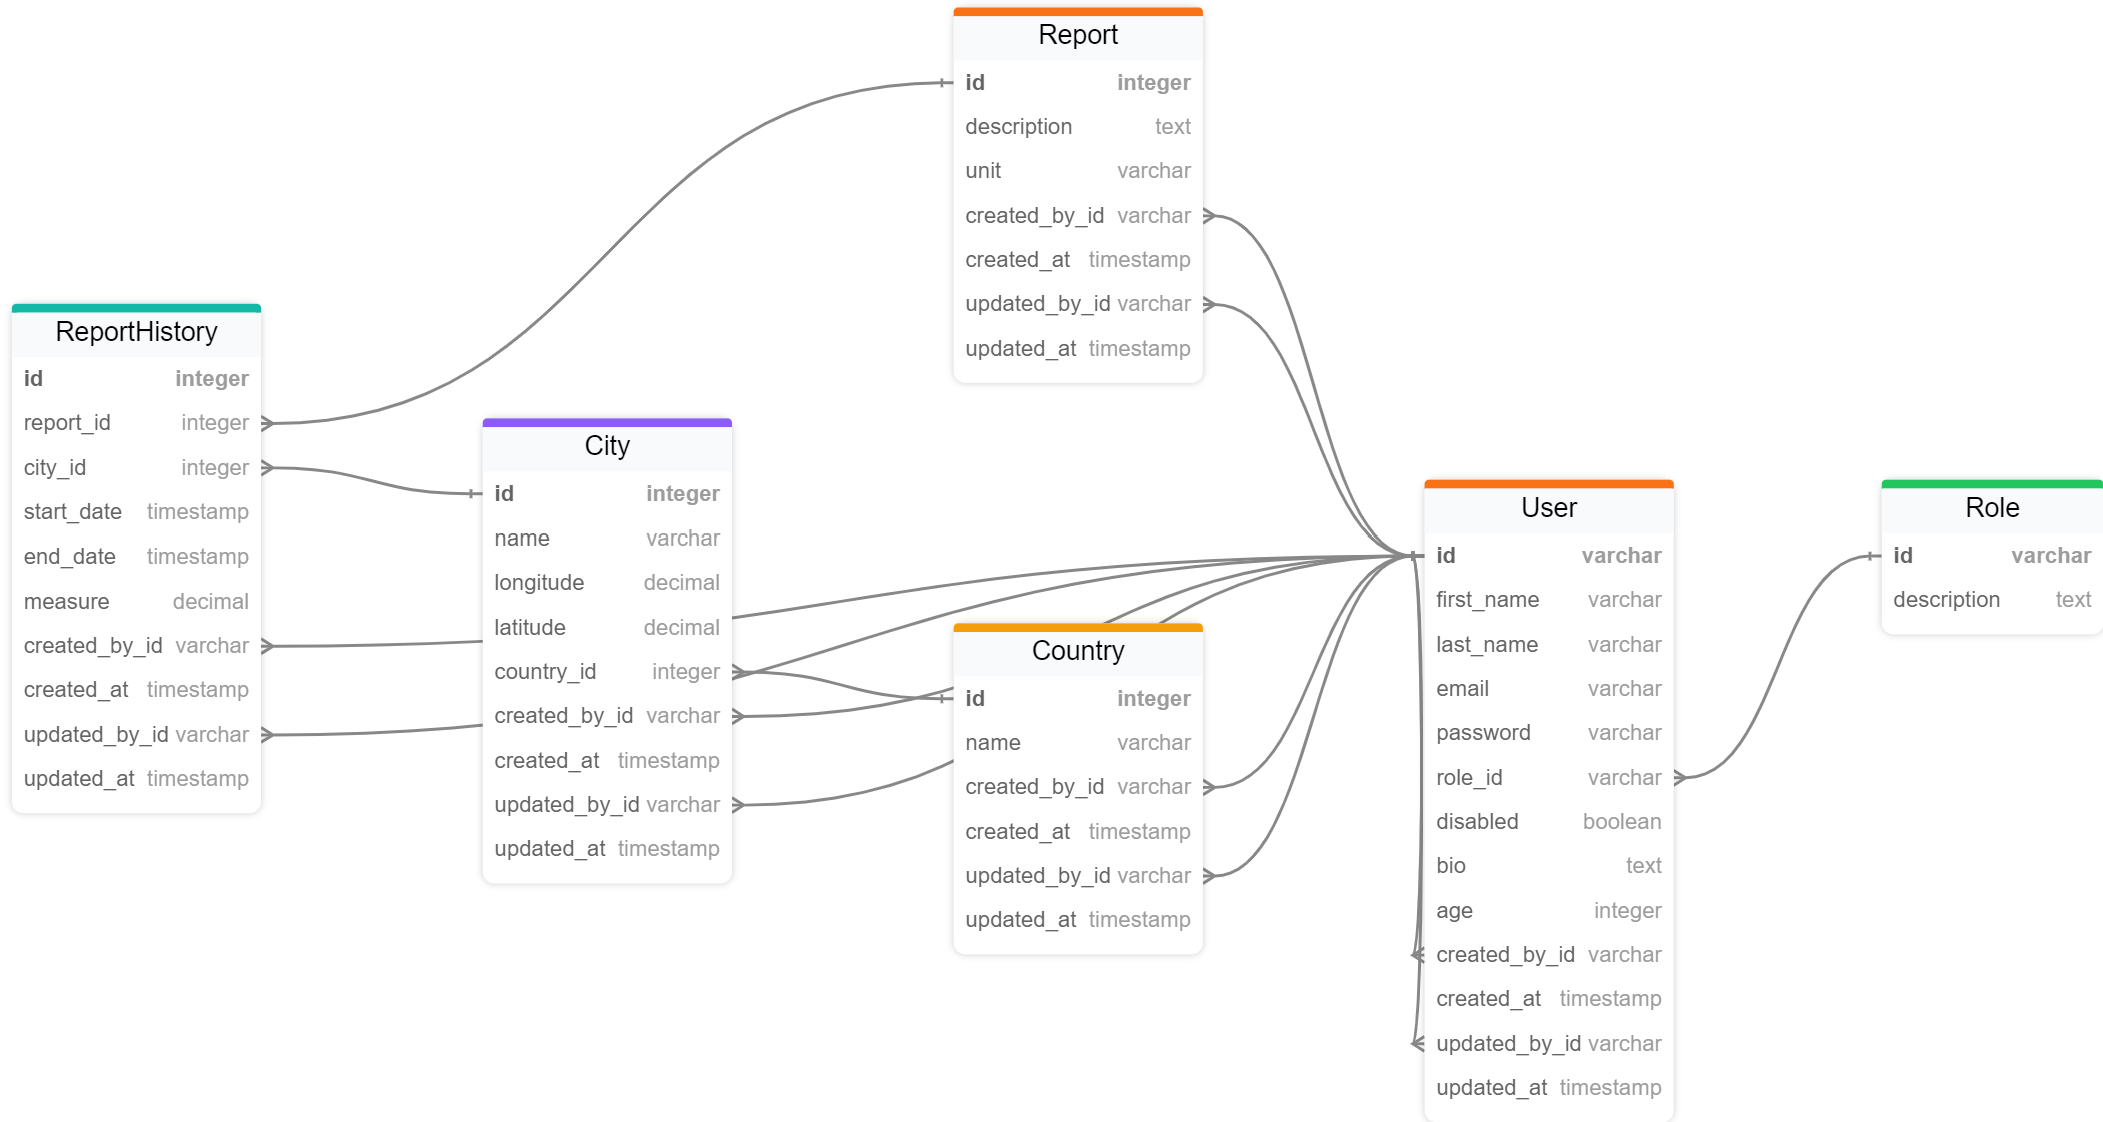 Report
id integer
description text
unit varchar
created_by_id varchar
created_at timestamp
updated_by_id varchar
updated_at timestamp
ReportHistory
id integer
report_id integer
city_id integer
start_date timestamp
end_date timestamp
measure decimal
created_by_id varchar
created_at timestamp
updated_by_id varchar
updated_at timestamp
City
id integer
name varchar
longitude decimal
latitude decimal
country_id integer
created_by_id varchar
created_at timestamp
updated_by_id varchar
updated_at timestamp
Country
id integer
name varchar
created_by_id varchar
created_at timestamp
updated_by_id varchar
updated_at timestamp
User
id varchar
first_name varchar
last_name varchar
email varchar
password varchar
role_id varchar
disabled boolean
bio text
age integer
created_by_id varchar
created_at timestamp
updated_by_id varchar
updated_at timestamp
Role
id varchar
description text